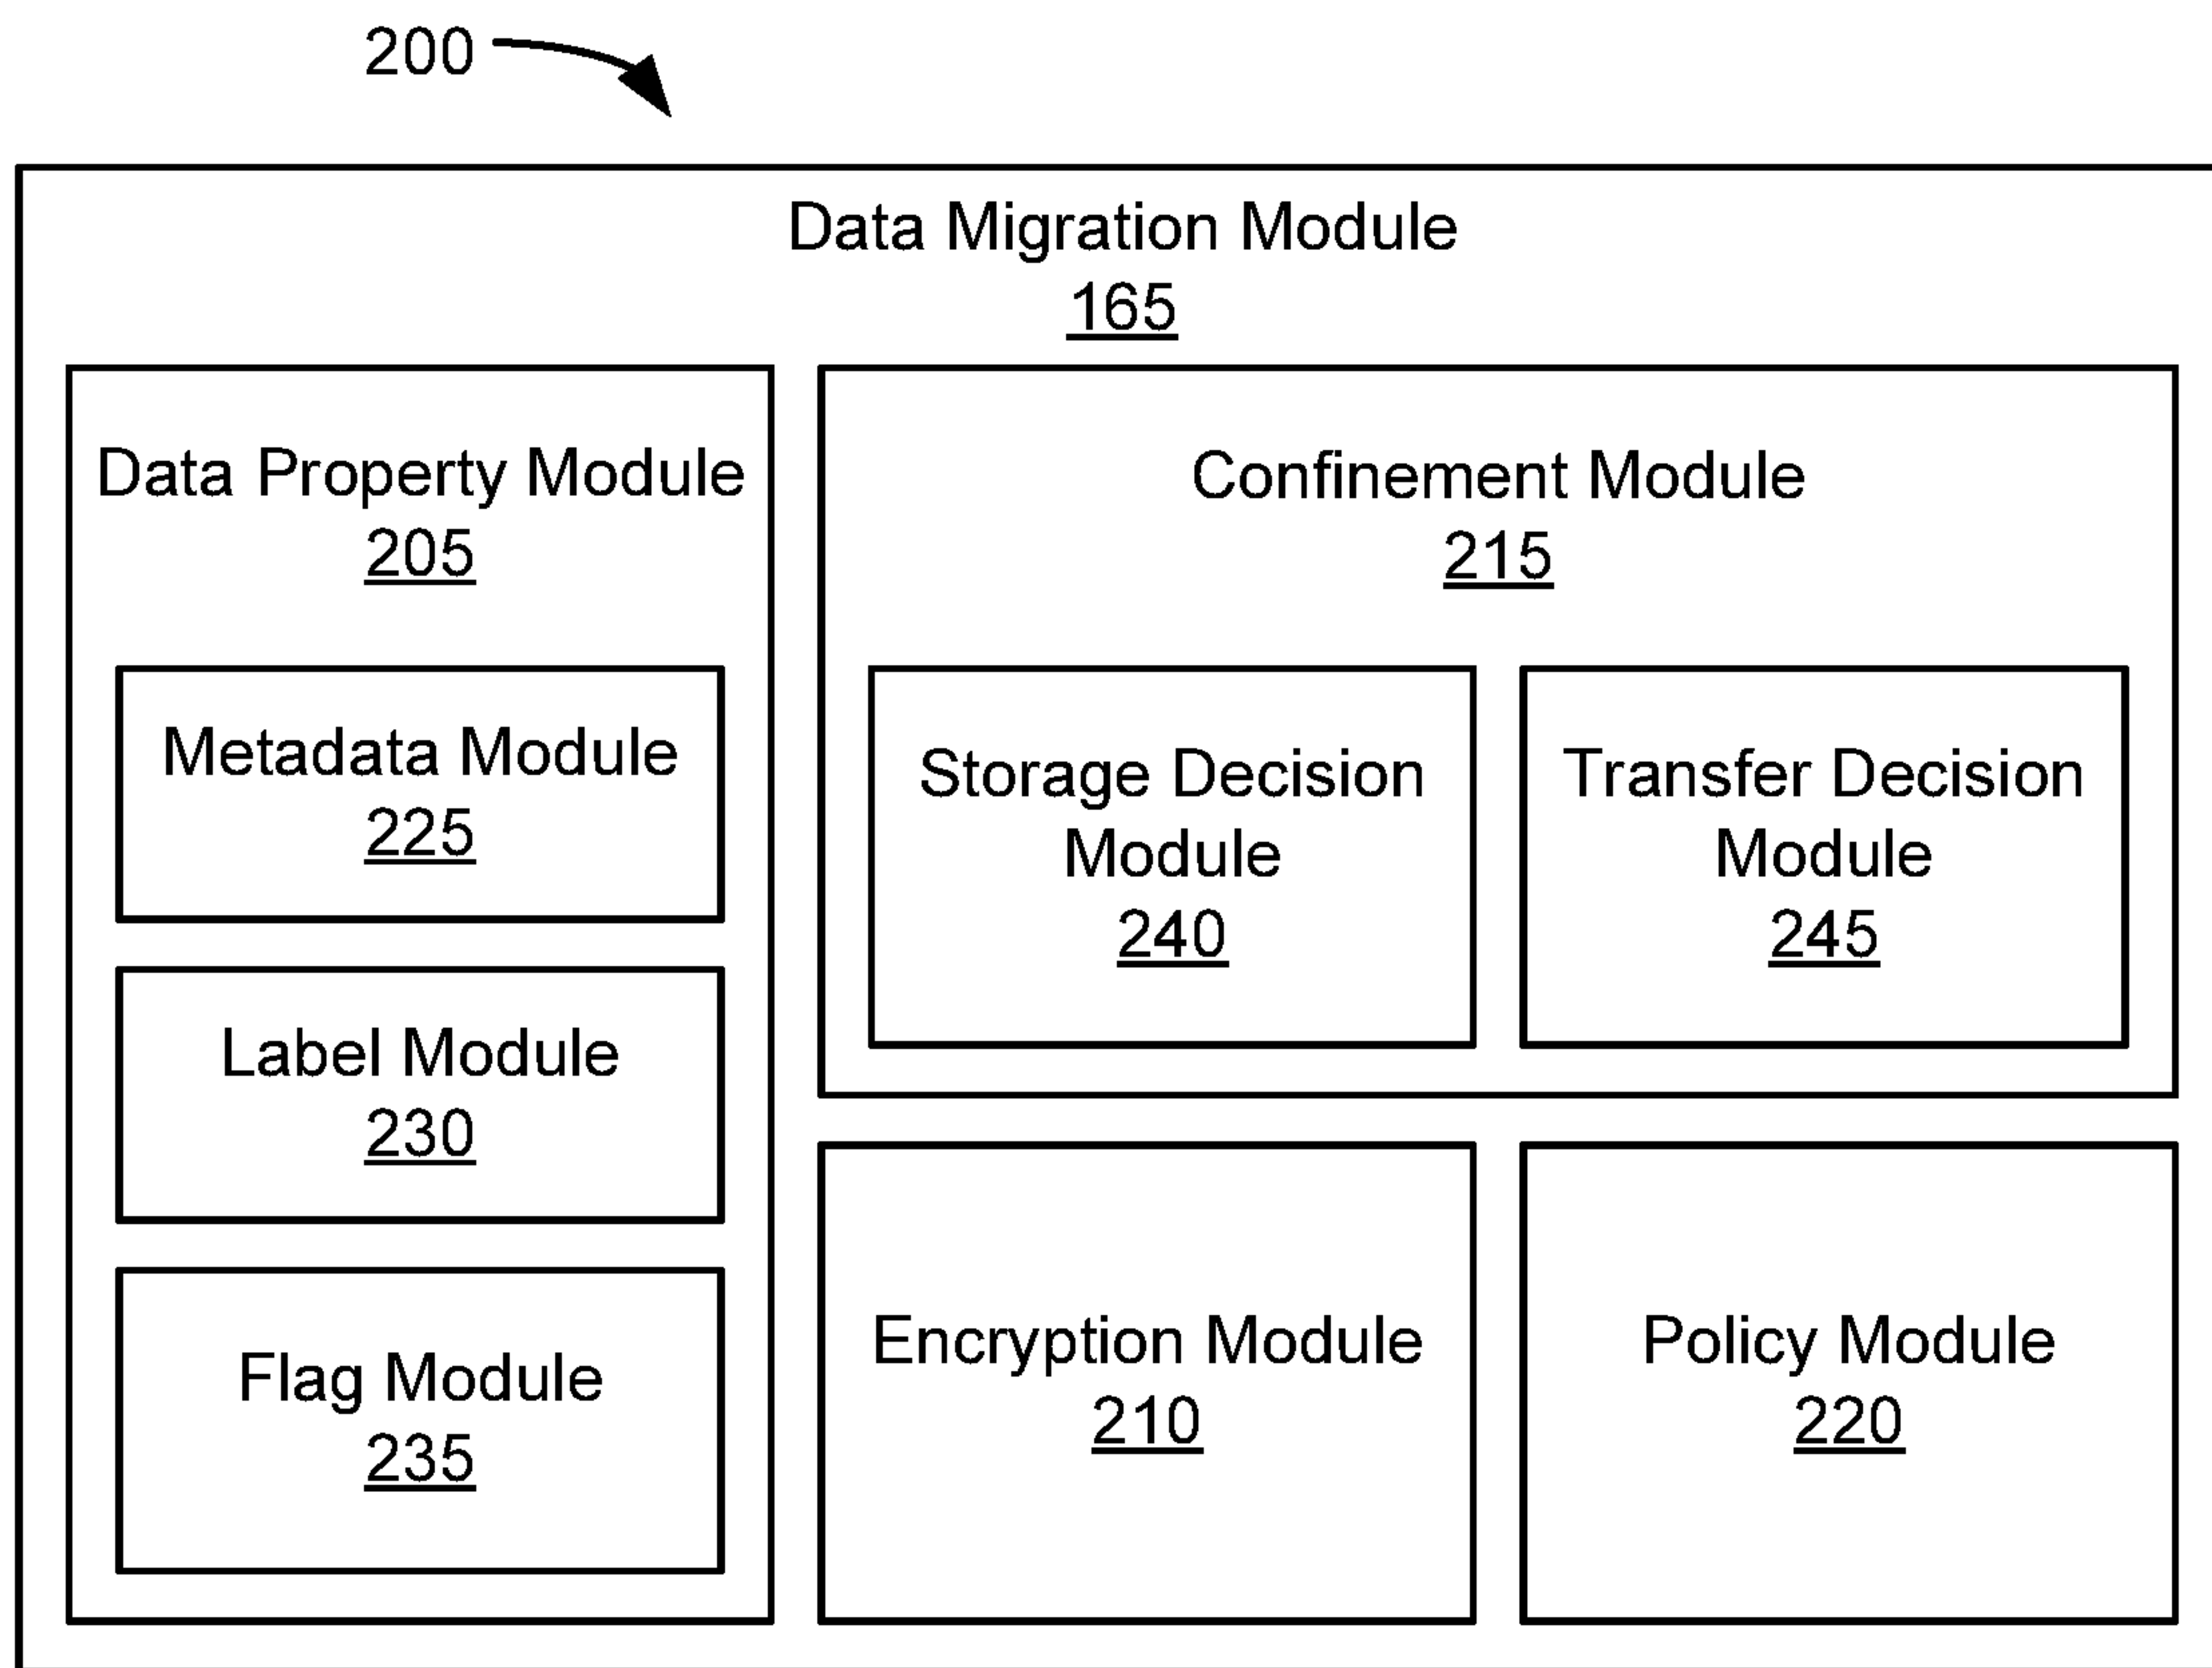 200
Data Migration Module
165
Data Property Module
205
Metadata Module
225
Label Module
230
Flag Module
235
Confinement Module
215
Storage Decision
Module
240
Transfer Decision
Module
245
Encryption Module
210
Policy Module
220